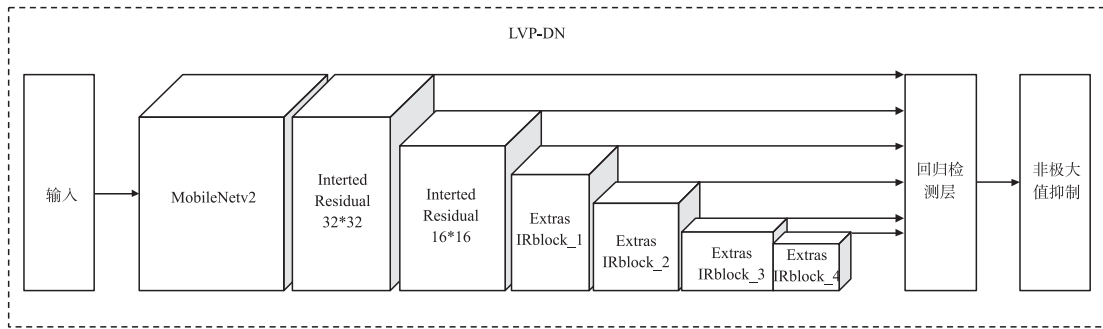 LVP-DN
输入
MobileNetv2
Interted
Residual
32*32
Interted
Residual
16*16
Extras
IRblock_1
Extras
IRblock_2
Extras
IRblock_3
Extras
IRblock_4
回归检
测层
非极大
值抑制